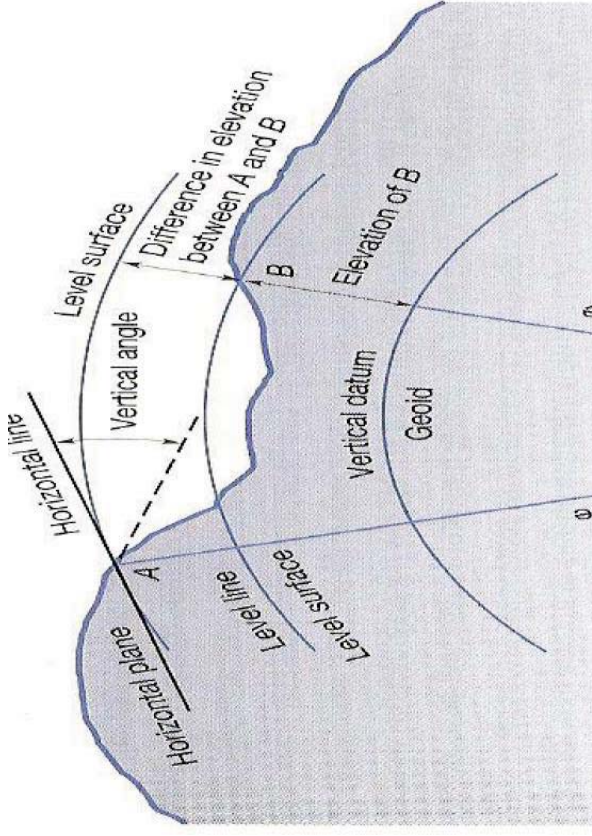 Horizontal line
Level surface
Difference in elevation
between A and B
Vertical angle
A
B
Horizontal plane
Level line
Level surface
Elevation of B
Vertical datum
Geoid